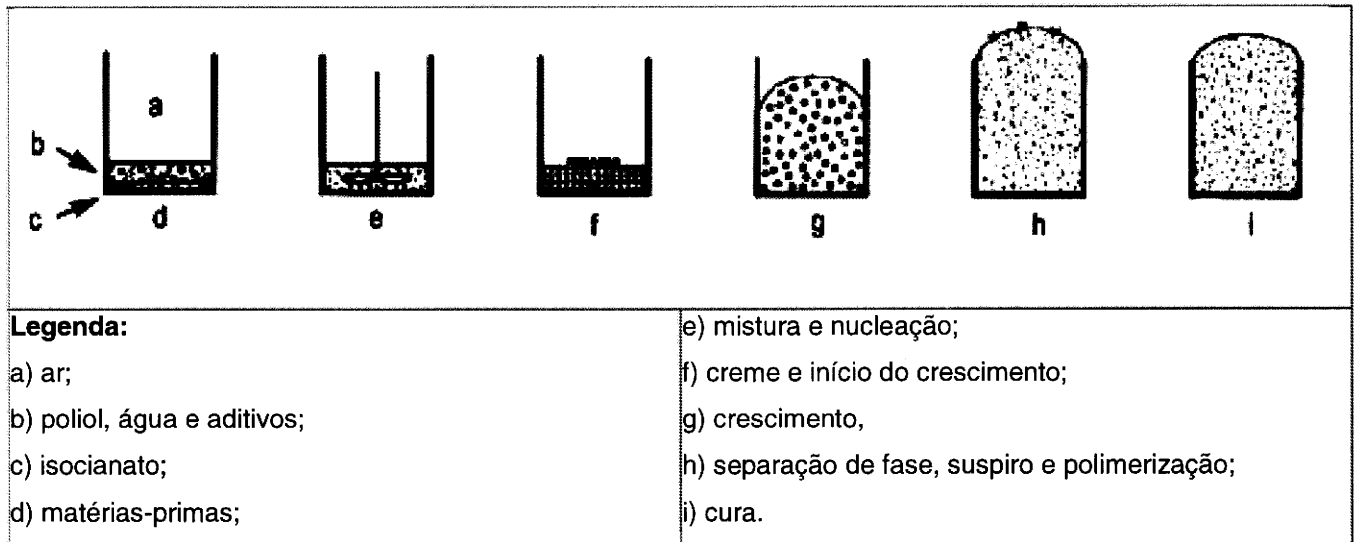 a
b
c
d
e
f
g
h
i
Legenda:
a) ar;
b) poliol, água e aditivos;
c) isocianato;
d) matérias-primas;
e) mistura e nucleação;
f) creme e início do crescimento;
g) crescimento,
h) separação de fase, suspiro e polimerização;
i) cura.